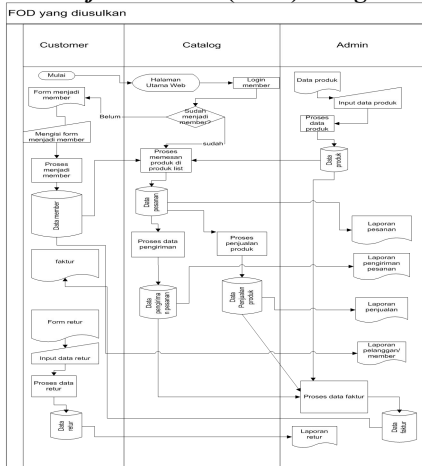 FOD yang diusulkan
Customer
Catalog
Admin
Mulai
Halaman
Utama Web
Login
member
Data produk
Form menjadi
member
Input data produk
Belum
Sudah
menjadi
member?
Mengisi form
menjadi member
sudah
Proses
data
produk
Proses
menjadi
member
Proses
memesan
produk di
produk list
Data
produk
Data member
Data
pesanan
Laporan
pesanan
Proses data
pengiriman
Proses
penjualan
produk
faktur
Laporan
pengiriman
pesanan
Data
pengirima
n pesanan
Data
Penjualan
produk
Laporan
penjualan
Form retur
Laporan
pelanggan/
member
Input data retur
Proses data
retur
Proses data faktur
Data
retur
Data
faktur
Laporan
retur